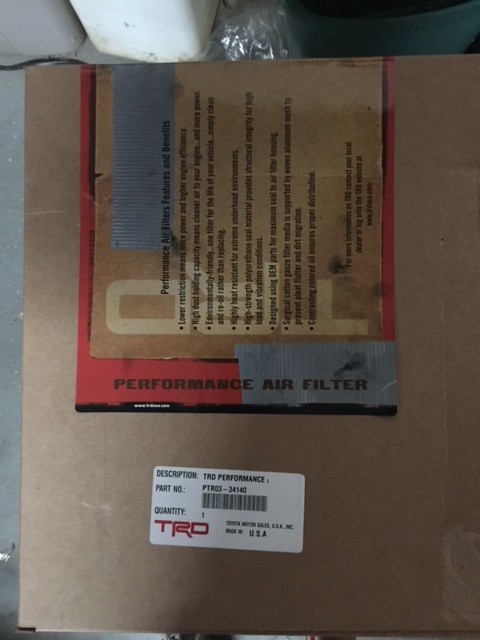 Performance Air Filters Features and Benefits
• Lower restriction means more power and higher engine efficiency.
• High dust holding capacity means cleaner air to your engine...and more power.
• Environmentally-friendly...one filter for the life of your vehicle...simply clean
and re-oil rather than replacing.
• Highly heat resistant for extreme underhood environments.
• High-strength polyurethane seal material provides structural integrity for high
load and vibration conditions.
• Designed using OEM parts for maximum seal to air filter housing.
• Surgical cotton gauze filter media is supported by woven aluminum mesh to
prevent pleat flutter and dirt migration.
• Contrasting colored oil ensures proper distribution.
For more information on TRD contact your local
dealer or log onto the TRD website at
www.trdusa.com
PERFORMANCE AIR FILTER
www.trdusa.com
DESCRIPTION: TRD PERFORMANCE
PART NO.: PTR03-34140
QUANTITY: 1
TRD
TOYOTA MOTOR SALES, U.S.A., INC.
MADE IN: U.S.A